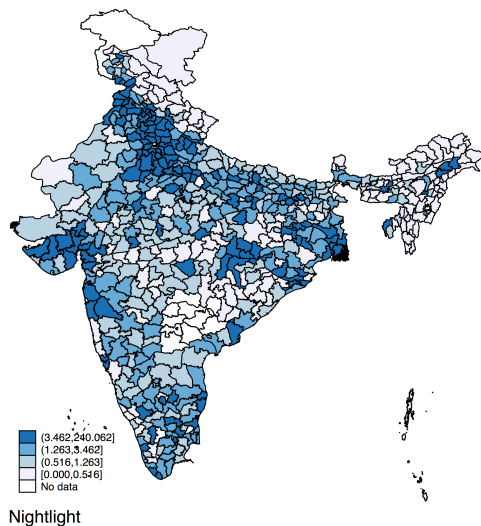 (3.462,240.062]
(1.263,3.462]
(0.516,1.263]
[0.000,0.516]
No data
Nightlight